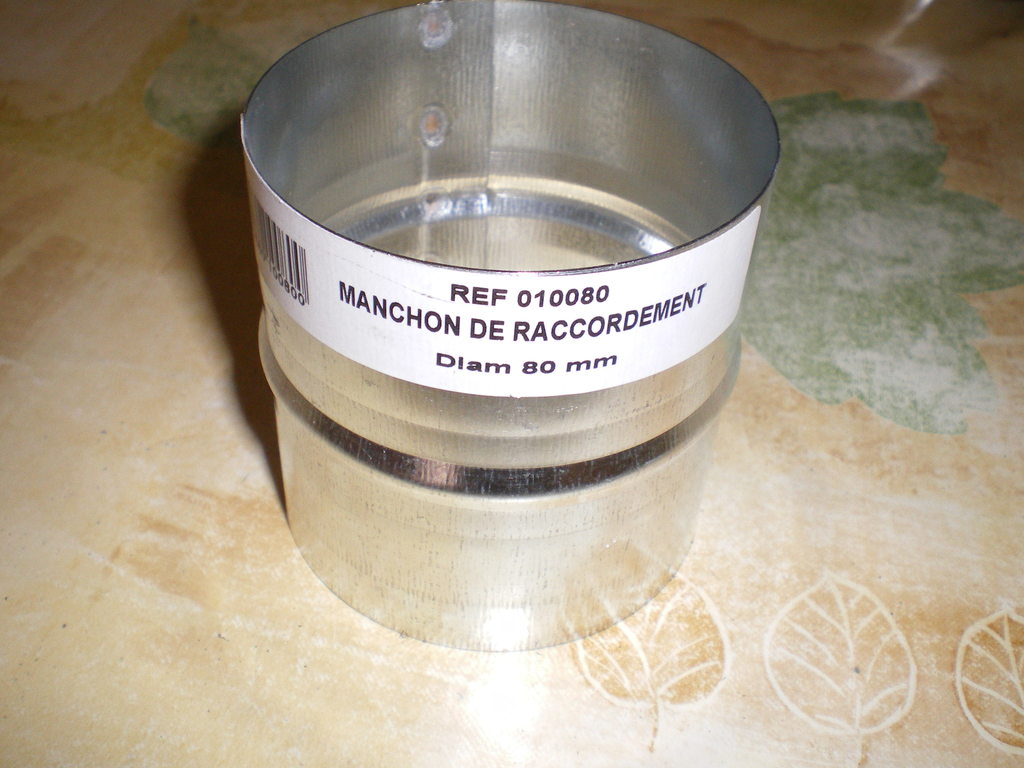 REF 010080
MANCHON DE RACCORDEMENT
Diam 80 mm